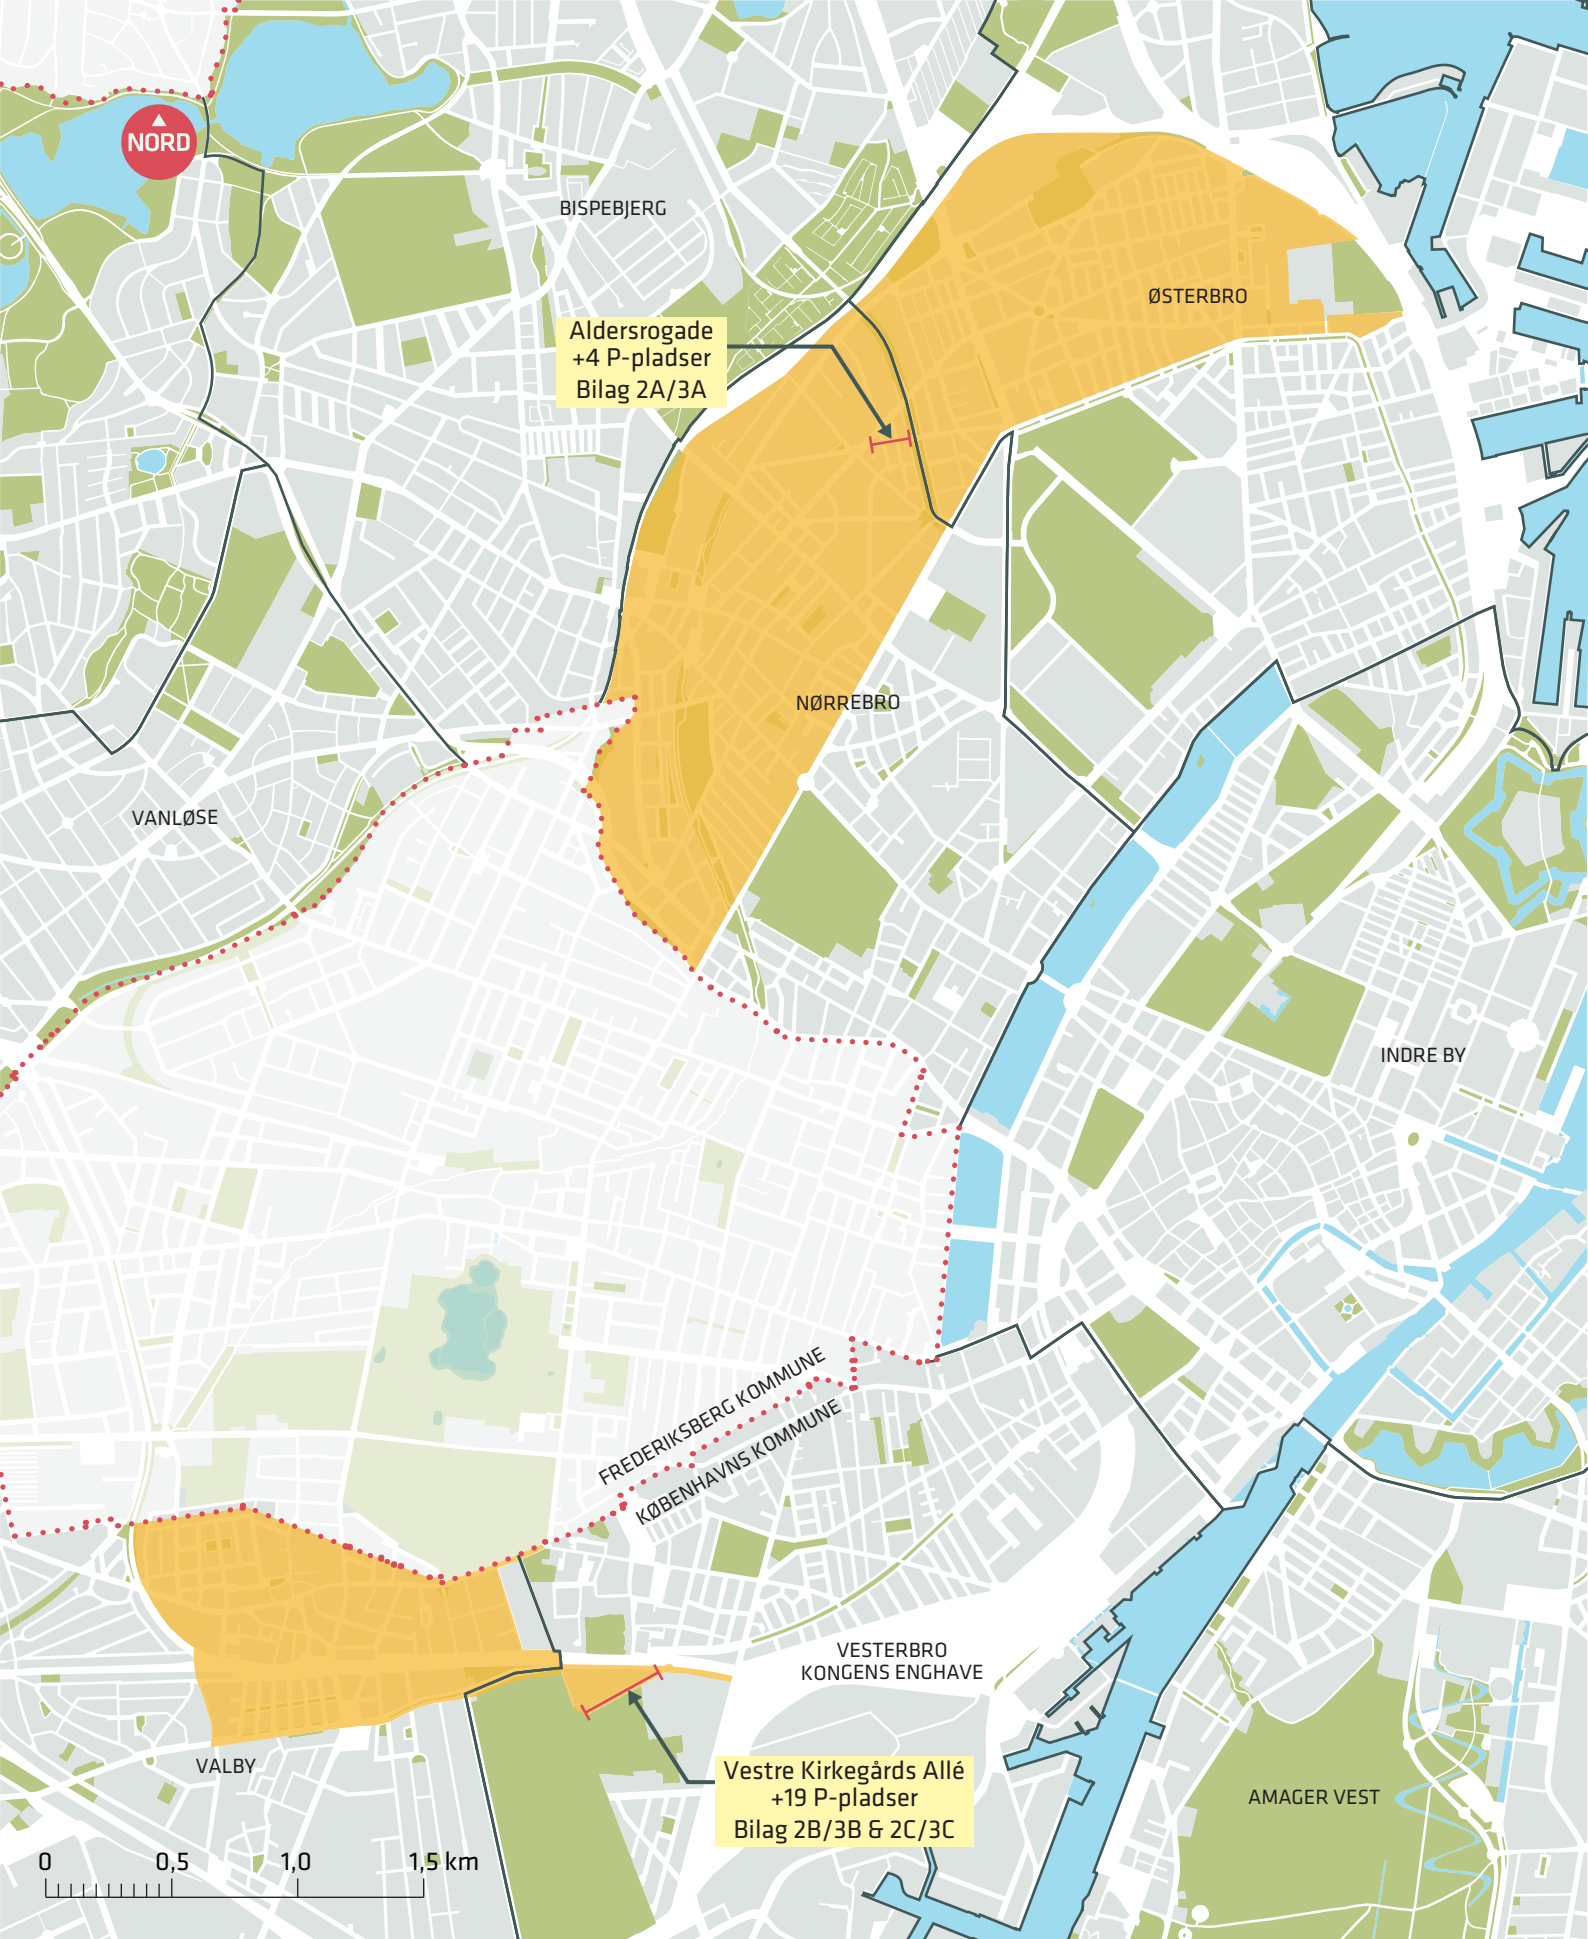 NORD
BISPEBJERG
ØSTERBRO
Aldersrogade
+4 P-pladser
Bilag 2A/3A
NØRREBRO
VANLØSE
INDRE BY
FREDERIKSBERG KOMMUNE
KØBENHAVNS KOMMUNE
VESTERBRO
KONGENS ENGHAVE
VALBY
Vestre Kirkegårds Allé
+19 P-pladser
Bilag 2B/3B & 2C/3C
AMAGER VEST
0 0,5 1,0 1,5 km